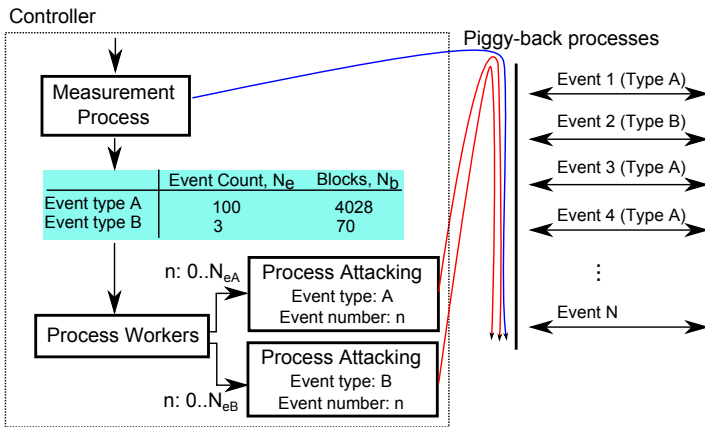 Controller
Piggy-back processes
Measurement
Process
Event Count, Ne Blocks, Nb
Event type A 100 4028
Event type B 3 70
n: 0..NeA
Process Attacking
Event type: A
Event number: n
Process Workers
n: 0..NeB
Process Attacking
Event type: B
Event number: n
Event 1 (Type A)
Event 2 (Type B)
Event 3 (Type A)
Event 4 (Type A)
⋮
Event N